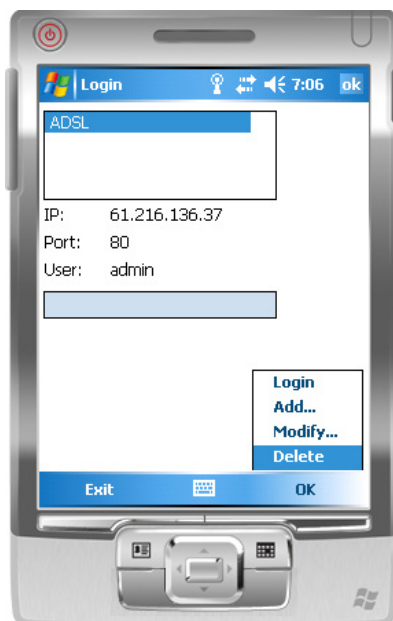 Login 7:06 ok
ADSL
IP: 61.216.136.37
Port: 80
User: admin
Login
Add...
Modify...
Delete
Exit OK